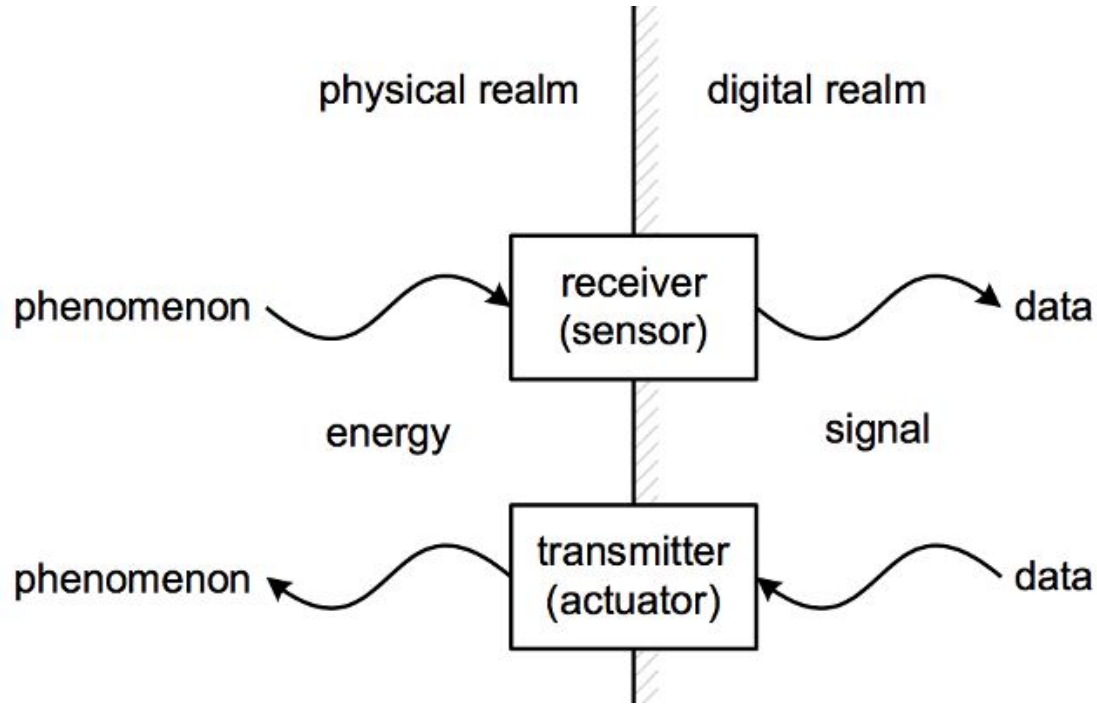 physical realm
digital realm
phenomenon
receiver
(sensor)
data
energy
signal
phenomenon
transmitter
(actuator)
data